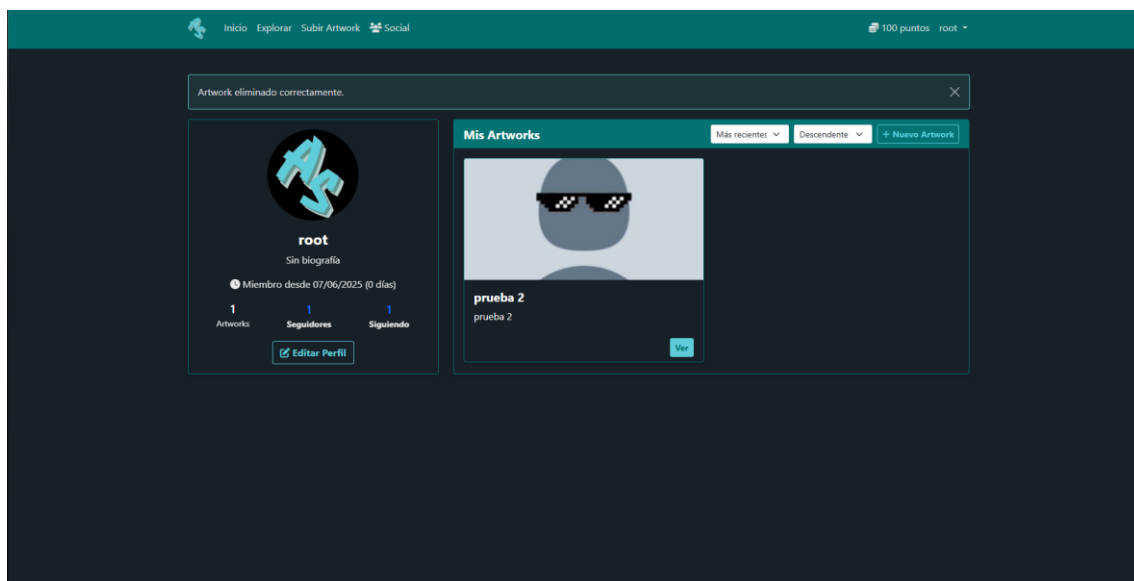 Inicio Explorar Subir Artwork Social 100 puntos root
Artwork eliminado correctamente.
AS
root
Sin biografía
Miembro desde 07/06/2025 (0 días)
1 1 1
Artworks Seguidores Siguiendo
Editar Perfil
Mis Artworks Más recientes Descendente + Nuevo Artwork
prueba 2
prueba 2
Ver